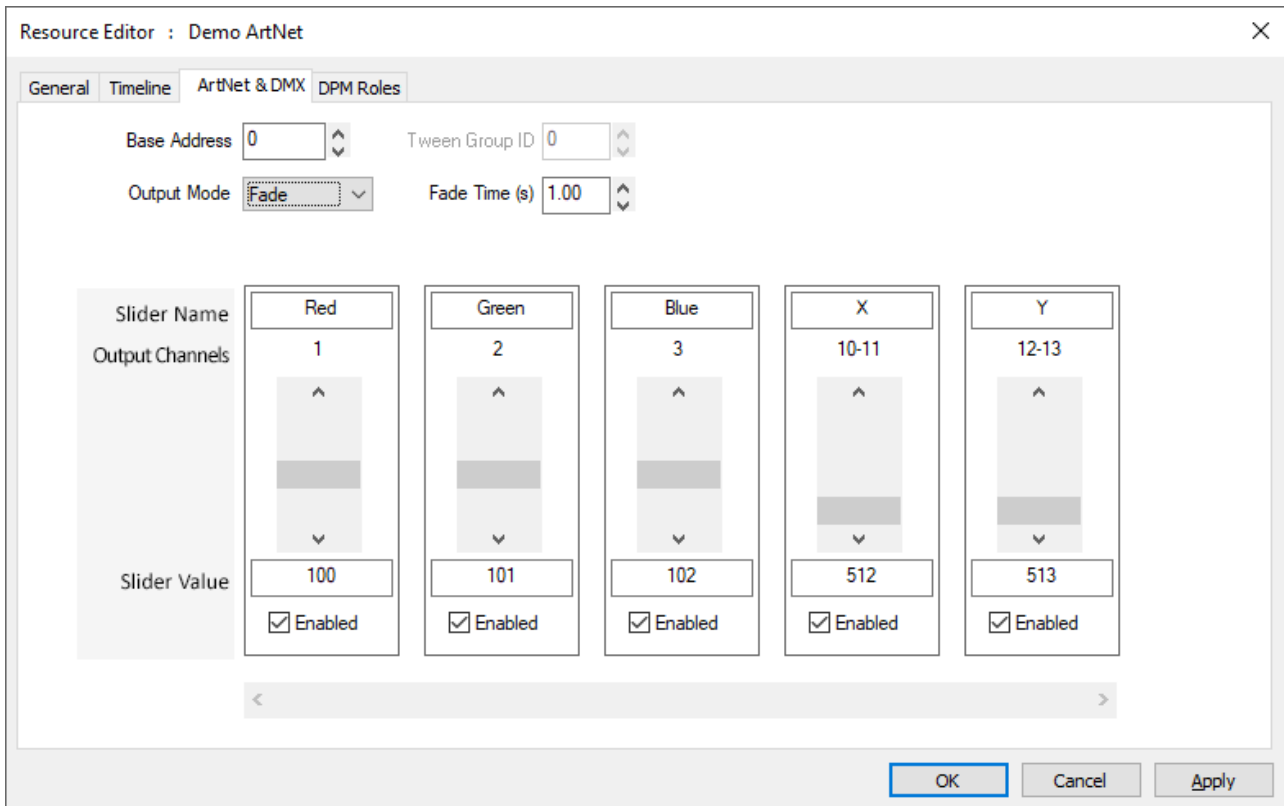 Resource Editor : Demo ArtNet
General Timeline ArtNet & DMX DPM Roles
Base Address 0 Tween Group ID 0
Output Mode Fade Fade Time (s) 1.00
Slider Name Red Green Blue X Y
Output Channels 1 2 3 10-11 12-13
Slider Value 100 101 102 512 513
Enabled Enabled Enabled Enabled Enabled
OK Cancel Apply